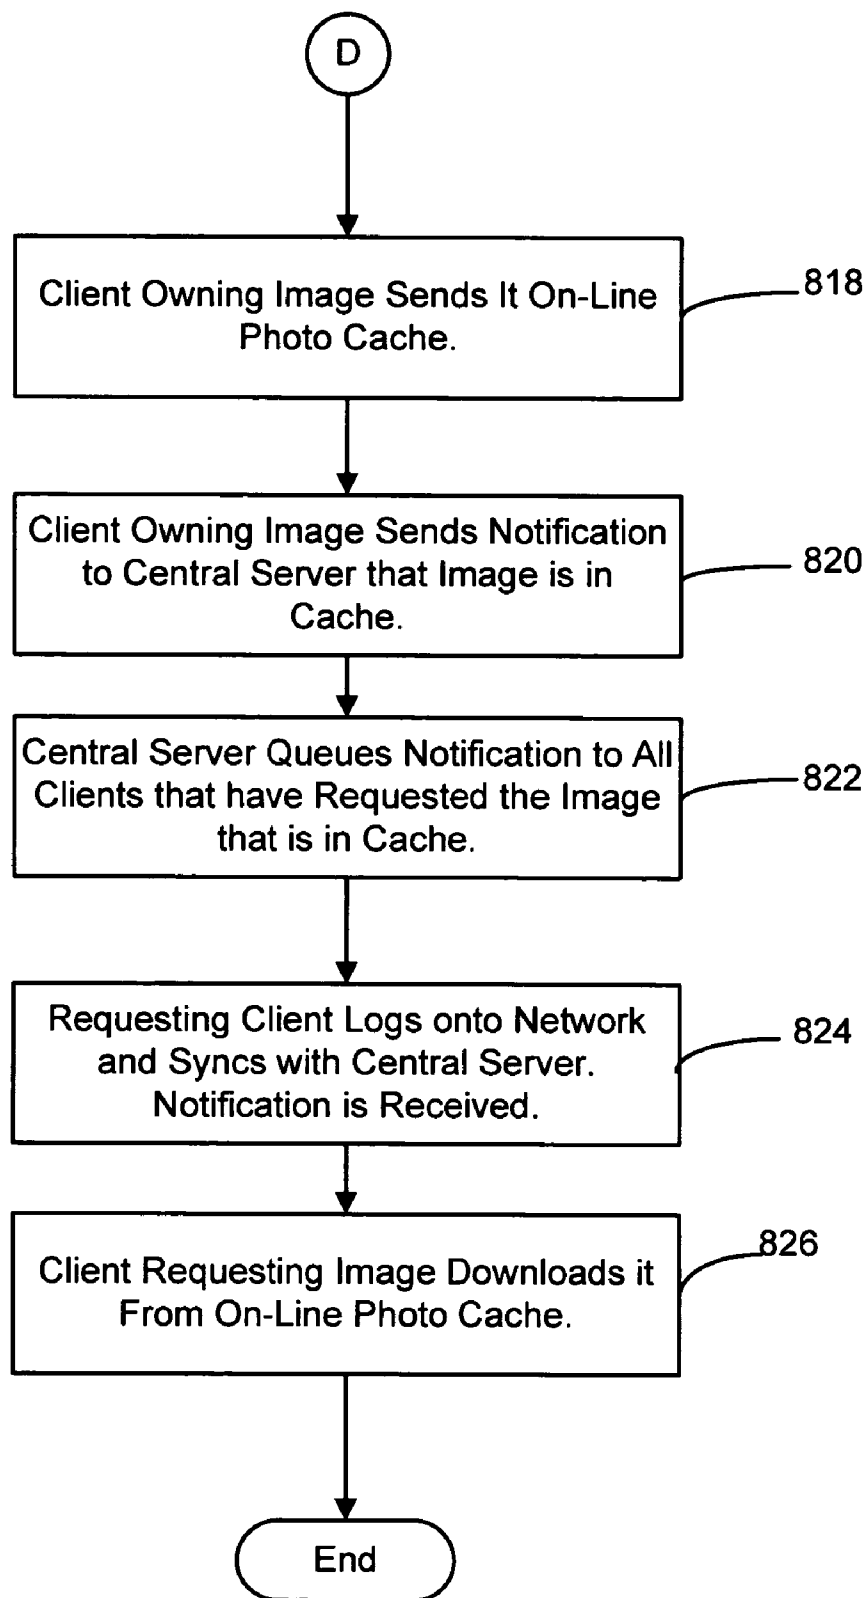 D
Client Owning Image Sends It On-Line
Photo Cache.
818
Client Owning Image Sends Notification
to Central Server that Image is in
Cache.
820
Central Server Queues Notification to All
Clients that have Requested the Image
that is in Cache.
822
Requesting Client Logs onto Network
and Syncs with Central Server.
Notification is Received.
824
Client Requesting Image Downloads it
From On-Line Photo Cache.
826
End